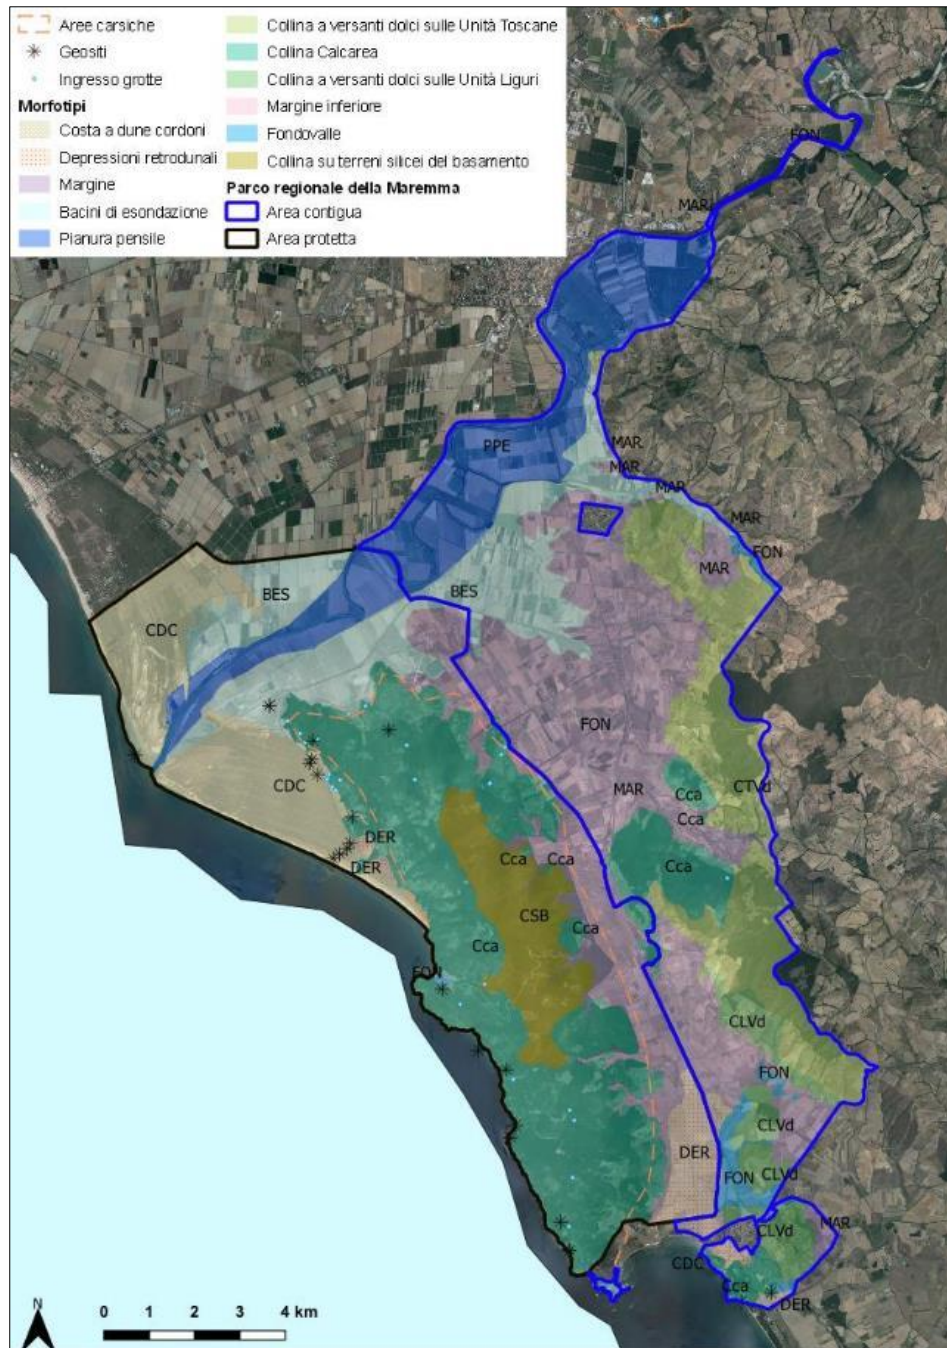 Aree carsiche
Geositi
Ingresso grotte
Morfotipi
Costa a dune cordoni
Depressioni retrodunali
Margine
Bacini di esondazione
Pianura pensile
Collina a versanti dolci sulle Unità Toscane
Collina Calcarea
Collina a versanti dolci sulle Unità Liguri
Margine inferiore
Fondovalle
Collina su terreni silicei del basamento
Parco regionale della Maremma
Area contigua
Area protetta
FON
MAR
PPE
MAR
MAR
MAR
MAR
FON
MAR
BES
BES
CDC
FON
CDC
MAR
Cca
CTVd
Cca
DER
DER
Cca
Cca
Cca
CSB
Cca
Cca
FON
CLVd
FON
CLVd
DER
FON
CLVd
CLVd
MAR
CDC
Cca
DER
N
0 1 2 3 4 km